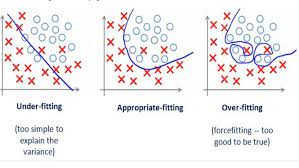 Under-fitting
Appropriate-fitting
Over-fitting
(too simple to
explain the
variance)
(forcefitting -- too
good to be true)